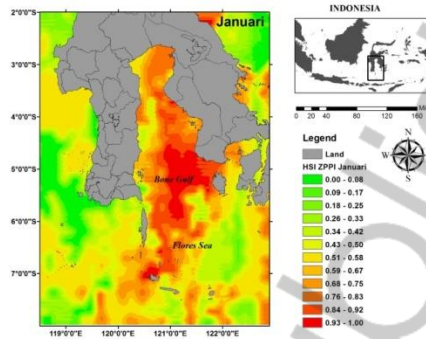 Januari
2°0'0"S
3°0'0"S
4°0'0"S
5°0'0"S
6°0'0"S
7°0'0"S
Bone Gulf
Flores Sea
119°0'0"E
120°0'0"E
121°0'0"E
122°0'0"E
INDONESIA
0 40 80 120 160
Mi
N
W
S
Legend
Land
HSI ZPPI Januari
0.00 - 0.08
0.09 - 0.17
0.18 - 0.25
0.26 - 0.33
0.34 - 0.42
0.43 - 0.50
0.51 - 0.58
0.59 - 0.67
0.68 - 0.75
0.76 - 0.83
0.84 - 0.92
0.93 - 1.00